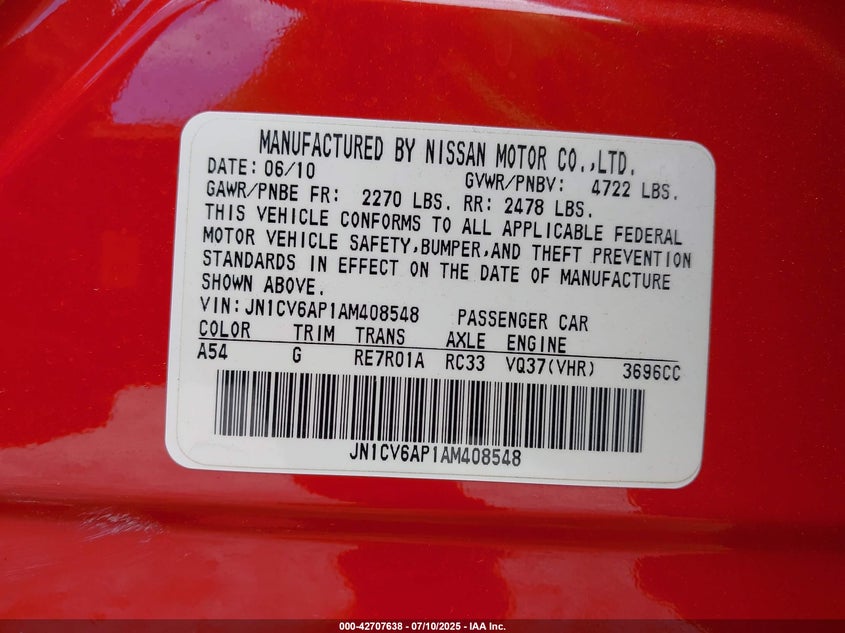 MANUFACTURED BY NISSAN MOTOR CO.,LTD.
DATE: 06/10 GVWR/PNBV: 4722 LBS.
GAWR/PNBE FR: 2270 LBS. RR: 2478 LBS.
THIS VEHICLE CONFORMS TO ALL APPLICABLE FEDERAL
MOTOR VEHICLE SAFETY,BUMPER,AND THEFT PREVENTION
STANDARDS IN EFFECT ON THE DATE OF MANUFACTURE
SHOWN ABOVE.
VIN: JN1CV6AP1AM408548 PASSENGER CAR
COLOR TRIM TRANS AXLE ENGINE
A54 G RE7R01A RC33 VQ37(VHR) 3696CC
JN1CV6AP1AM408548
000-42707638 - 07/10/2025 - IAA Inc.